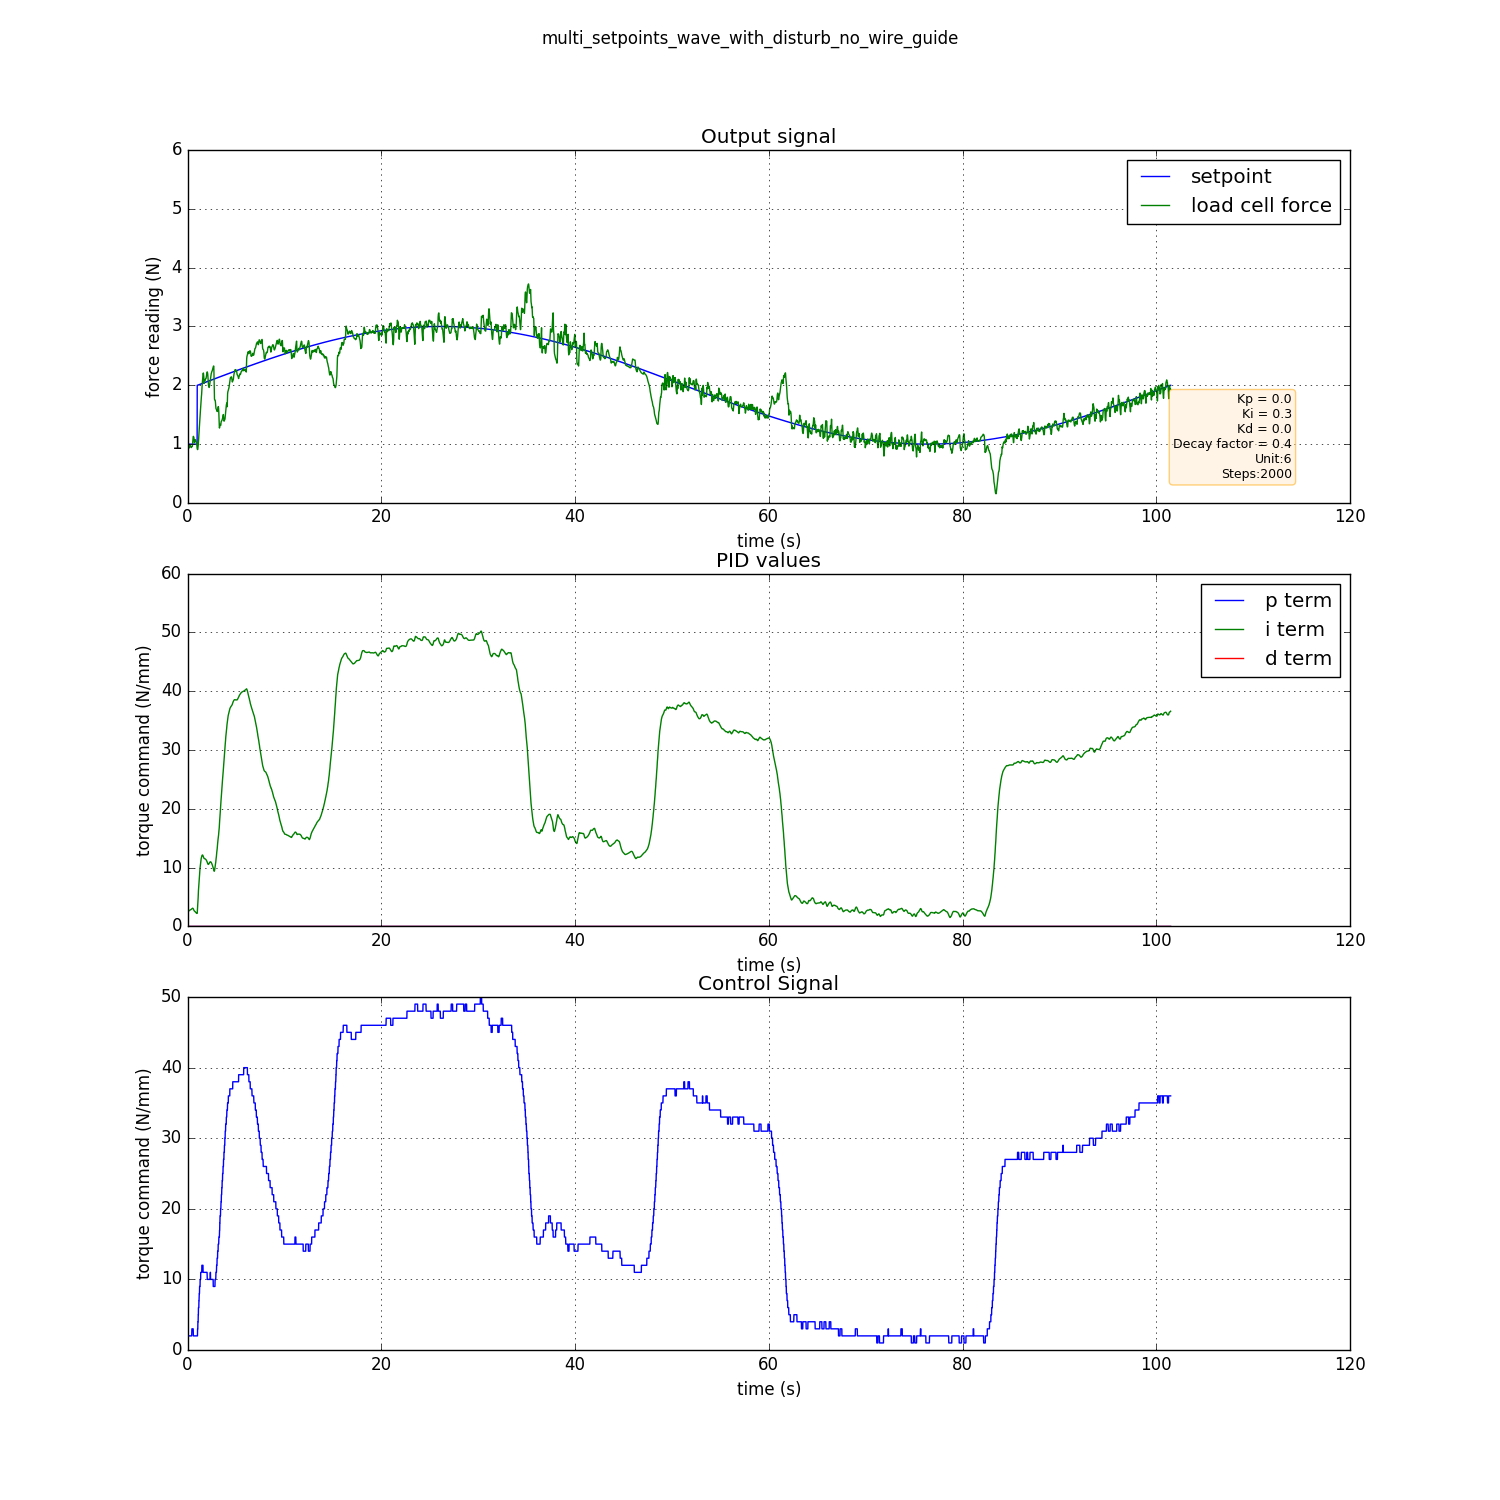 multi_setpoints_wave_with_disturb_no_wire_guide
Output signal
6
5
4
3
2
1
0
force reading (N)
setpoint
load cell force
Kp = 0.0
Ki = 0.3
Kd = 0.0
Decay factor = 0.4
Unit:6
Steps:2000
0 20 40 60 80 100 120
time (s)
PID values
60
50
40
30
20
10
0
torque command (N/mm)
p term
i term
d term
0 20 40 60 80 100 120
time (s)
Control Signal
50
40
30
20
10
0
torque command (N/mm)
0 20 40 60 80 100 120
time (s)